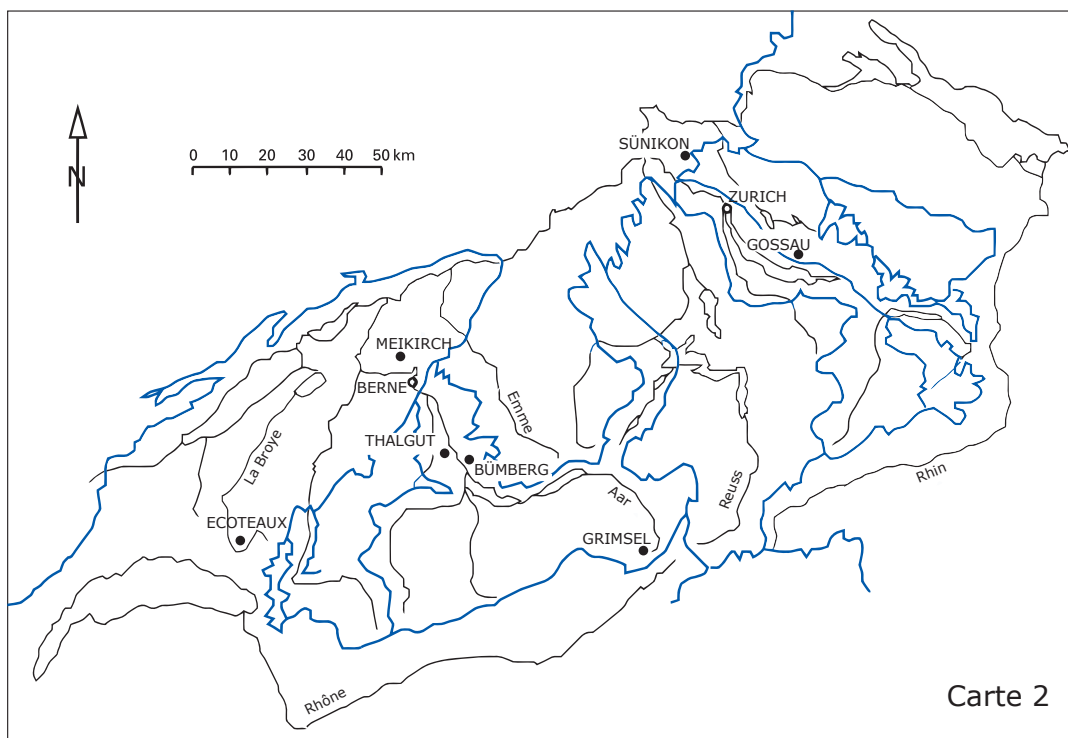 SÜNIKON
N
0 10 20 30 40 50 km
ZURICH
GOSSAU
MEIKIRCH
BERNE
Emme
THALGUT
La Broye
BÜMBERG
Rhin
Aar
Reuss
ECOTEAUX
GRIMSEL
Rhône
Carte 2